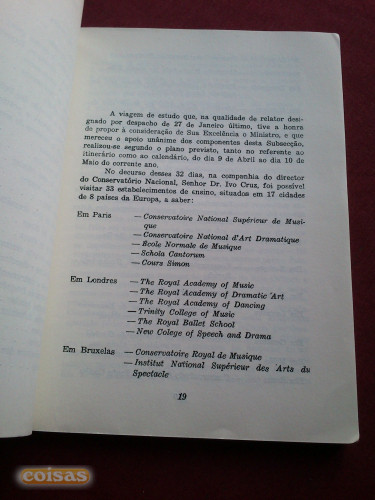 A viagem de estudo que, na qualidade de relator desi-
gnado por despacho de 27 de Janeiro último, tive a honra
de propor à consideração de Sua Excelência o Ministro, e que
mereceu o apoio unânime dos componentes desta Subsecção,
realizou-se segundo o plano previsto, tanto no referente ao
itinerário como ao calendário, do dia 9 de Abril ao dia 10 de
Maio do corrente ano.
No decurso desses 32 dias, na companhia do director
do Conservatório Nacional, Senhor Dr. Ivo Cruz, foi possível
visitar 33 estabelecimentos de ensino, situados em 17 cidades
de 8 países da Europa, a saber:
Em Paris — Conservatoire National Supérieur de Musi-
que
— Conservatoire National d'Art Dramatique
— École Normale de Musique
— Schola Cantorum
— Cours Simon
Em Londres — The Royal Academy of Music
— The Royal Academy of Dramatic Art
— The Royal Academy of Dancing
— Trinity College of Music
— The Royal Ballet School
— New Colege of Speech and Drama
Em Bruxelas — Conservatoire Royal de Musique
— Institut National Supérieur des Arts du
Spectacle
19
coisas